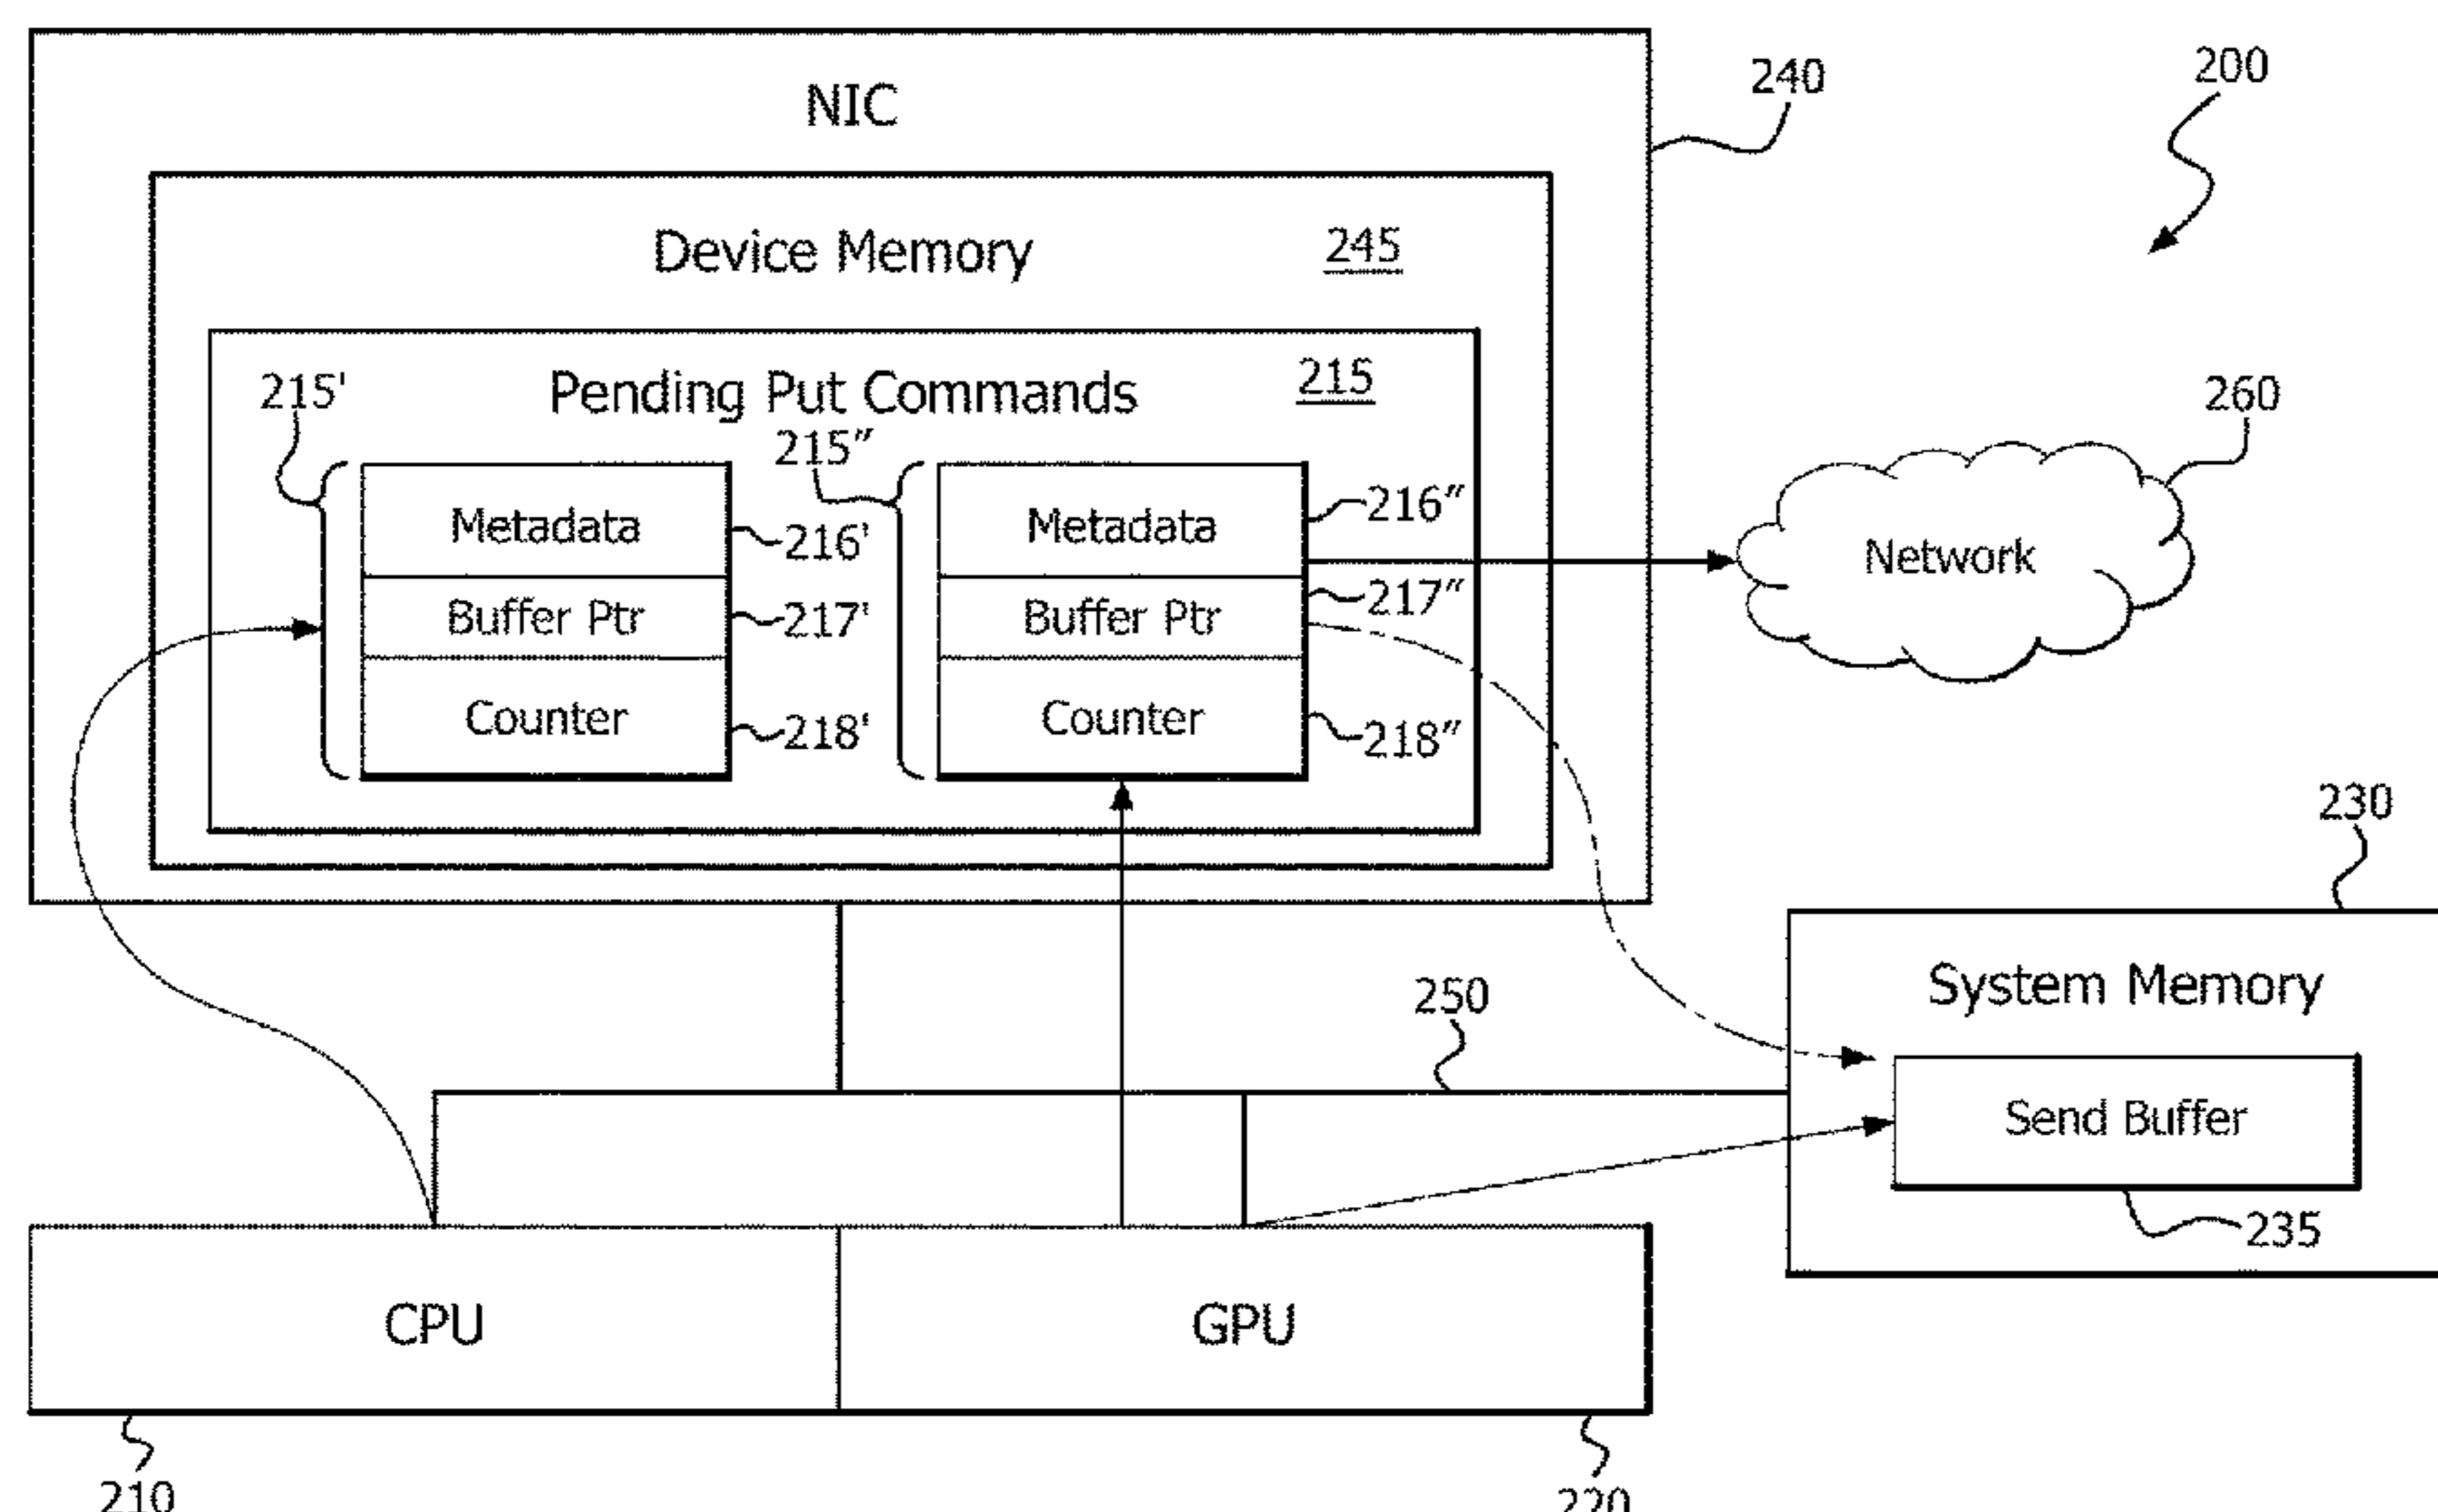 NIC
240
200
Device Memory
245
215'
Pending Put Commands
215
260
215″
Metadata
216'
Metadata
216″
Network
Buffer Ptr
217'
Buffer Ptr
217″
Counter
218'
Counter
218″
230
System Memory
250
Send Buffer
235
CPU
GPU
210
220